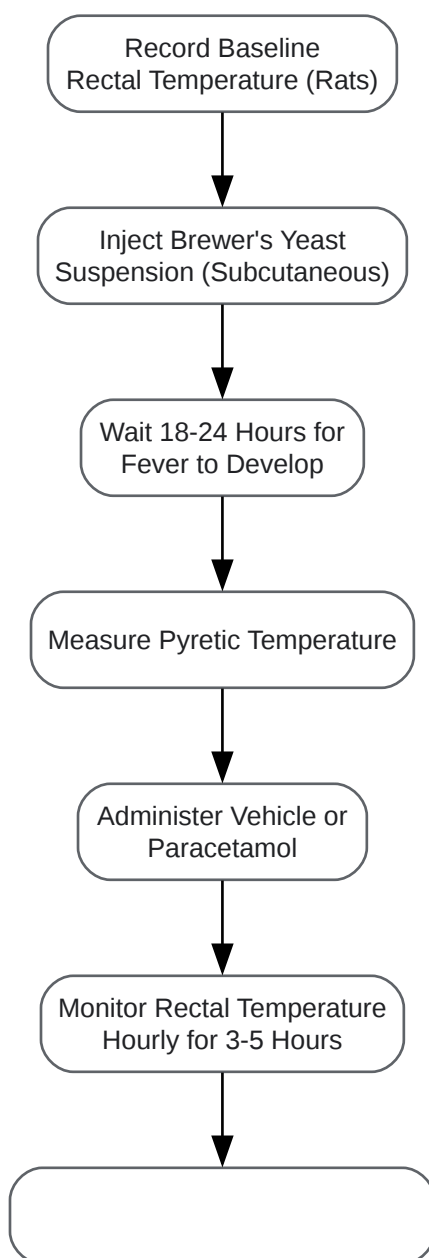 Record Baseline
Rectal Temperature (Rats)
Inject Brewer's Yeast
Suspension (Subcutaneous)
Wait 18-24 Hours for
Fever to Develop
Measure Pyretic Temperature
Administer Vehicle or
Paracetamol
Monitor Rectal Temperature
Hourly for 3-5 Hours